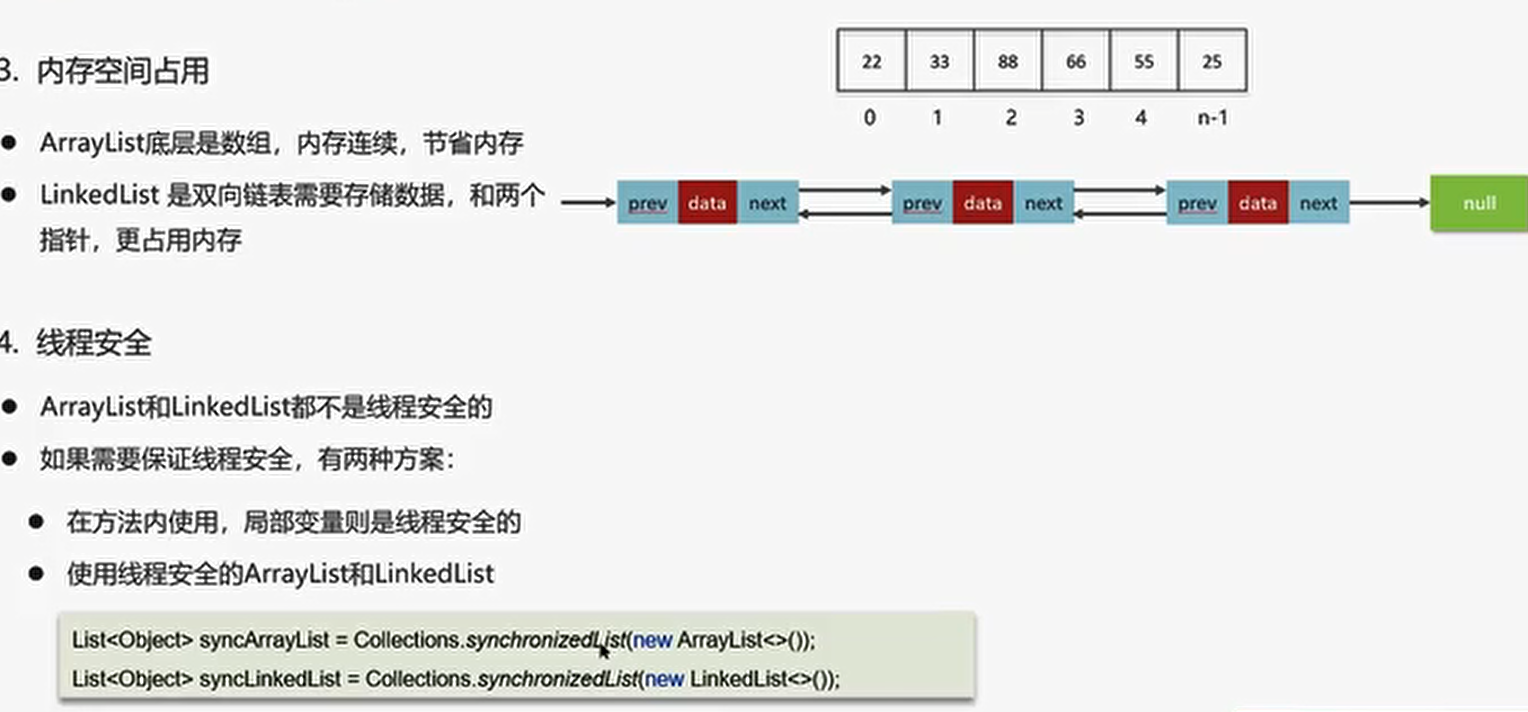 3. 内存空间占用
22 33 88 66 55 25
0 1 2 3 4 n-1
● ArrayList底层是数组，内存连续，节省内存
● LinkedList 是双向链表需要存储数据，和两个
指针，更占用内存
prev data next prev data next prev data next null
4. 线程安全
● ArrayList和LinkedList都不是线程安全的
● 如果需要保证线程安全，有两种方案：
● 在方法内使用，局部变量则是线程安全的
● 使用线程安全的ArrayList和LinkedList
List<Object> syncArrayList = Collections.synchronizedList(new ArrayList<>());
List<Object> syncLinkedList = Collections.synchronizedList(new LinkedList<>());